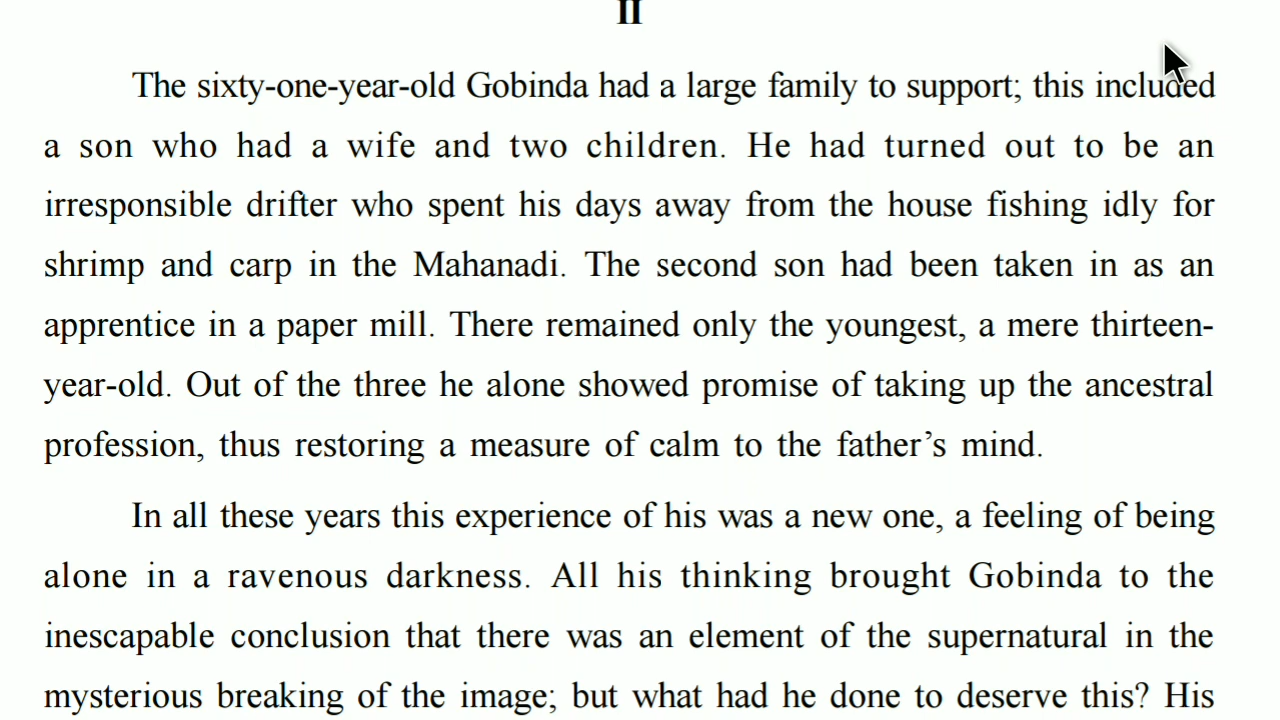 II
The sixty-one-year-old Gobinda had a large family to support; this included
a son who had a wife and two children. He had turned out to be an
irresponsible drifter who spent his days away from the house fishing idly for
shrimp and carp in the Mahanadi. The second son had been taken in as an
apprentice in a paper mill. There remained only the youngest, a mere thirteen-
year-old. Out of the three he alone showed promise of taking up the ancestral
profession, thus restoring a measure of calm to the father’s mind.
In all these years this experience of his was a new one, a feeling of being
alone in a ravenous darkness. All his thinking brought Gobinda to the
inescapable conclusion that there was an element of the supernatural in the
mysterious breaking of the image; but what had he done to deserve this? His